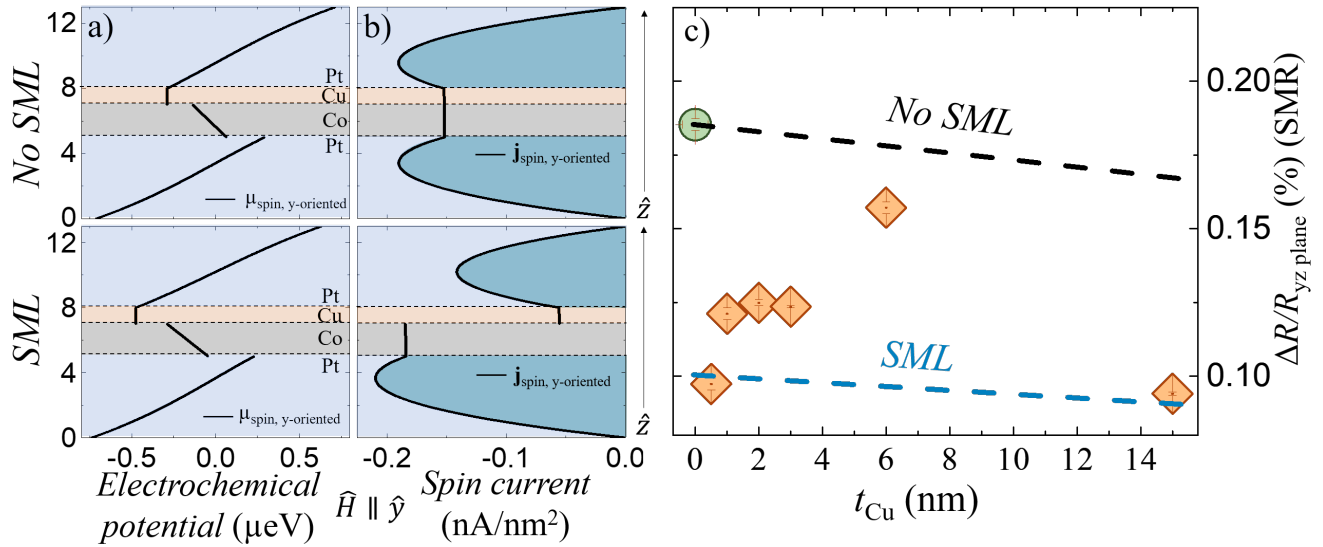 a)
b)
c)
No SML
12
8
4
0
Pt
Cu
Co
Pt
μspin, y-oriented
jspin, y-oriented
ẑ
SML
12
8
4
0
Pt
Cu
Co
Pt
μspin, y-oriented
jspin, y-oriented
ẑ
-0.5 0.0 0.5
-0.2 -0.1 0.0
Electrochemical
potential (μeV)
Ĥ ∥ ŷ
Spin current
(nA/nm²)
No SML
SML
0.20
0.15
0.10
ΔR/Ryz plane (%) (SMR)
0 2 4 6 8 10 12 14
tCu (nm)